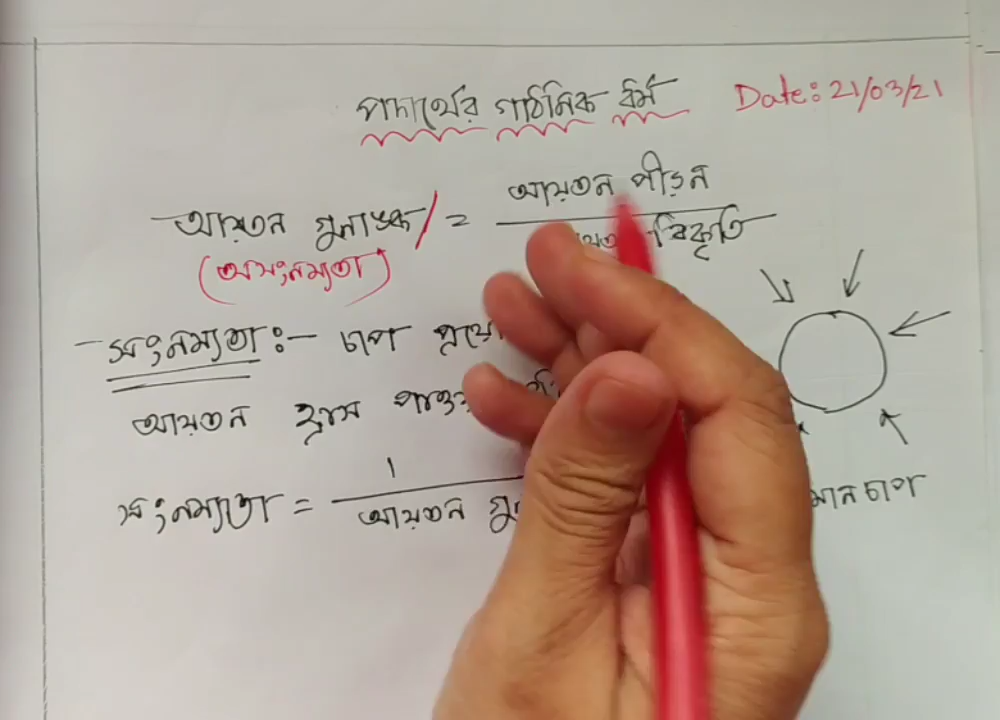 পদার্থের গাঠনিক ধর্ম
Date: 21/03/21
আয়তন গুনাঙ্ক / = আয়তন পীড়ন
বিকৃতি
(অসংনম্যতা)
- সংনম্যতা :- চাপ
আয়তন হ্রাস পাওয়
সংনম্যতা = 1
আয়তন
মান চাপ